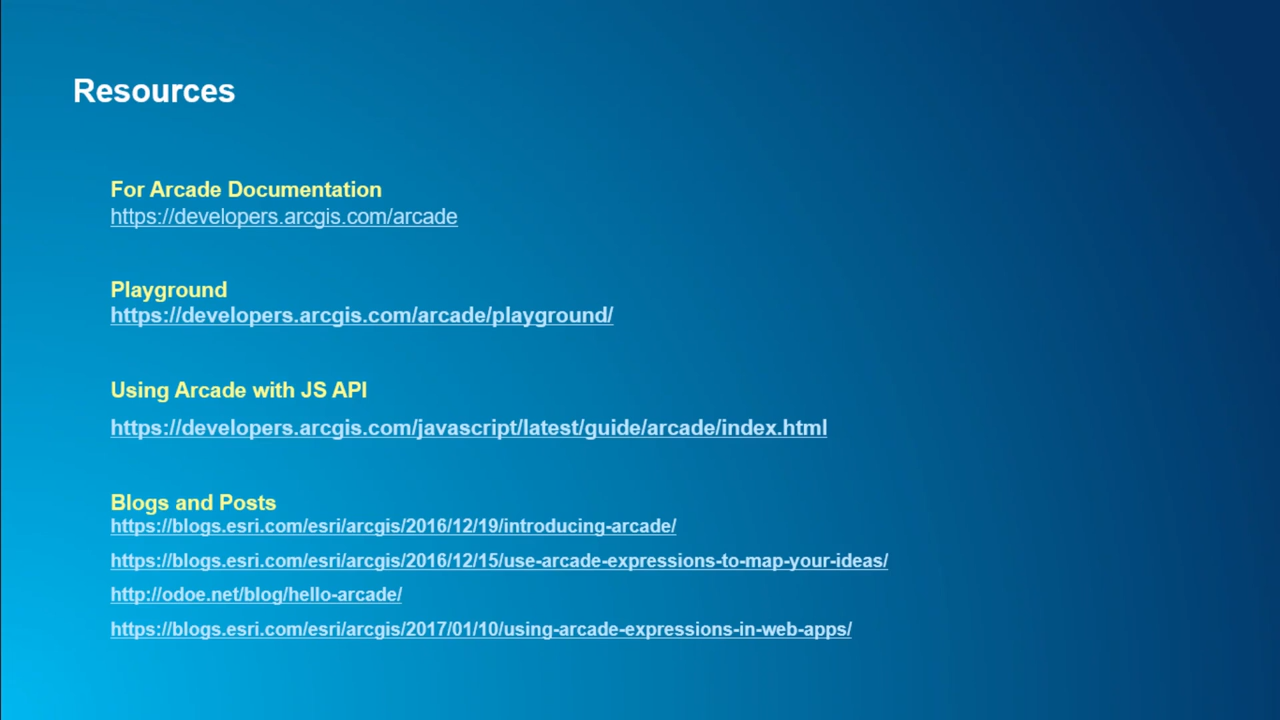 Resources
For Arcade Documentation
https://developers.arcgis.com/arcade
Playground
https://developers.arcgis.com/arcade/playground/
Using Arcade with JS API
https://developers.arcgis.com/javascript/latest/guide/arcade/index.html
Blogs and Posts
https://blogs.esri.com/esri/arcgis/2016/12/19/introducing-arcade/
https://blogs.esri.com/esri/arcgis/2016/12/15/use-arcade-expressions-to-map-your-ideas/
http://odoe.net/blog/hello-arcade/
https://blogs.esri.com/esri/arcgis/2017/01/10/using-arcade-expressions-in-web-apps/